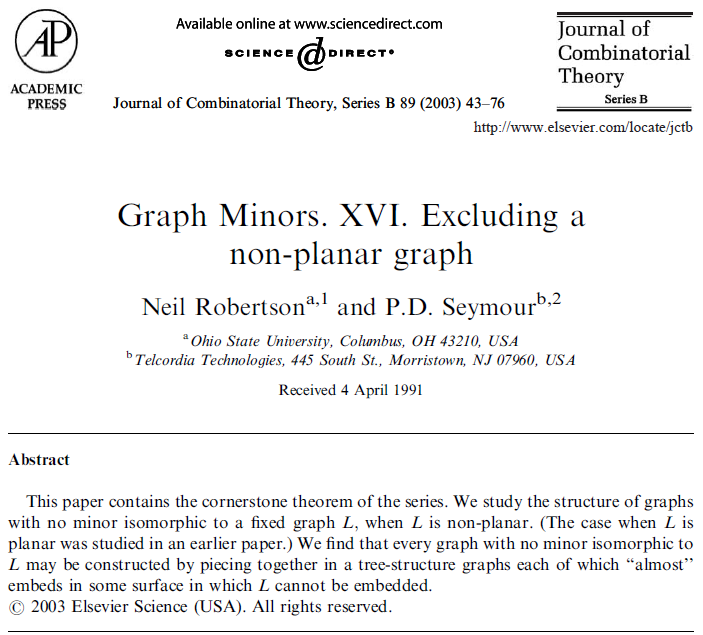 Available online at www.sciencedirect.com
SCIENCE @ DIRECT®
AP
ACADEMIC
PRESS
Journal of Combinatorial Theory, Series B 89 (2003) 43–76
Journal of
Combinatorial
Theory
Series B
http://www.elsevier.com/locate/jctb
Graph Minors. XVI. Excluding a
non-planar graph
Neil Robertson^a,1 and P.D. Seymour^b,2
^a Ohio State University, Columbus, OH 43210, USA
^b Telcordia Technologies, 445 South St., Morristown, NJ 07960, USA
Received 4 April 1991
Abstract
This paper contains the cornerstone theorem of the series. We study the structure of graphs
with no minor isomorphic to a fixed graph L, when L is non-planar. (The case when L is
planar was studied in an earlier paper.) We find that every graph with no minor isomorphic to
L may be constructed by piecing together in a tree-structure graphs each of which “almost’’
embeds in some surface in which L cannot be embedded.
© 2003 Elsevier Science (USA). All rights reserved.